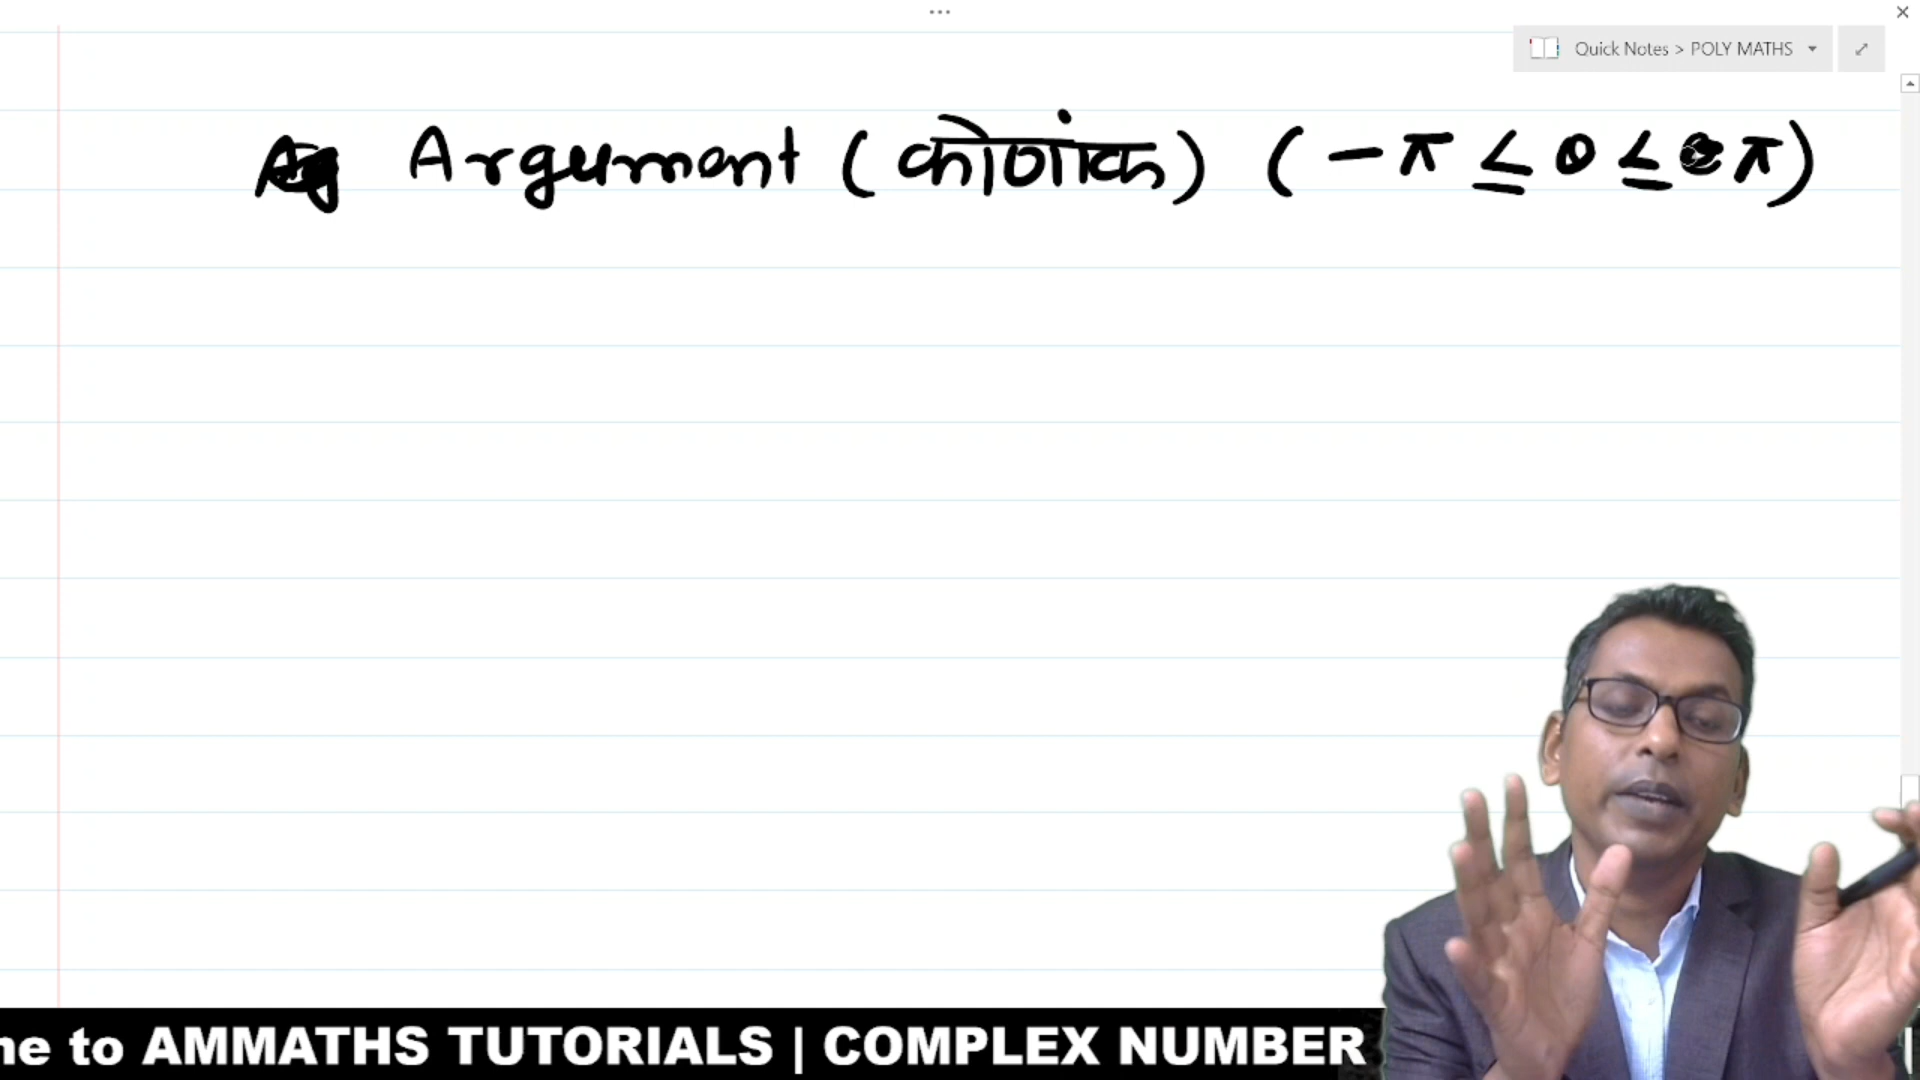 Quick Notes > POLY MATHS
Argument (कोणांक) (-π ≤ θ ≤ π)
ne to AMMATHS TUTORIALS | COMPLEX NUMBER